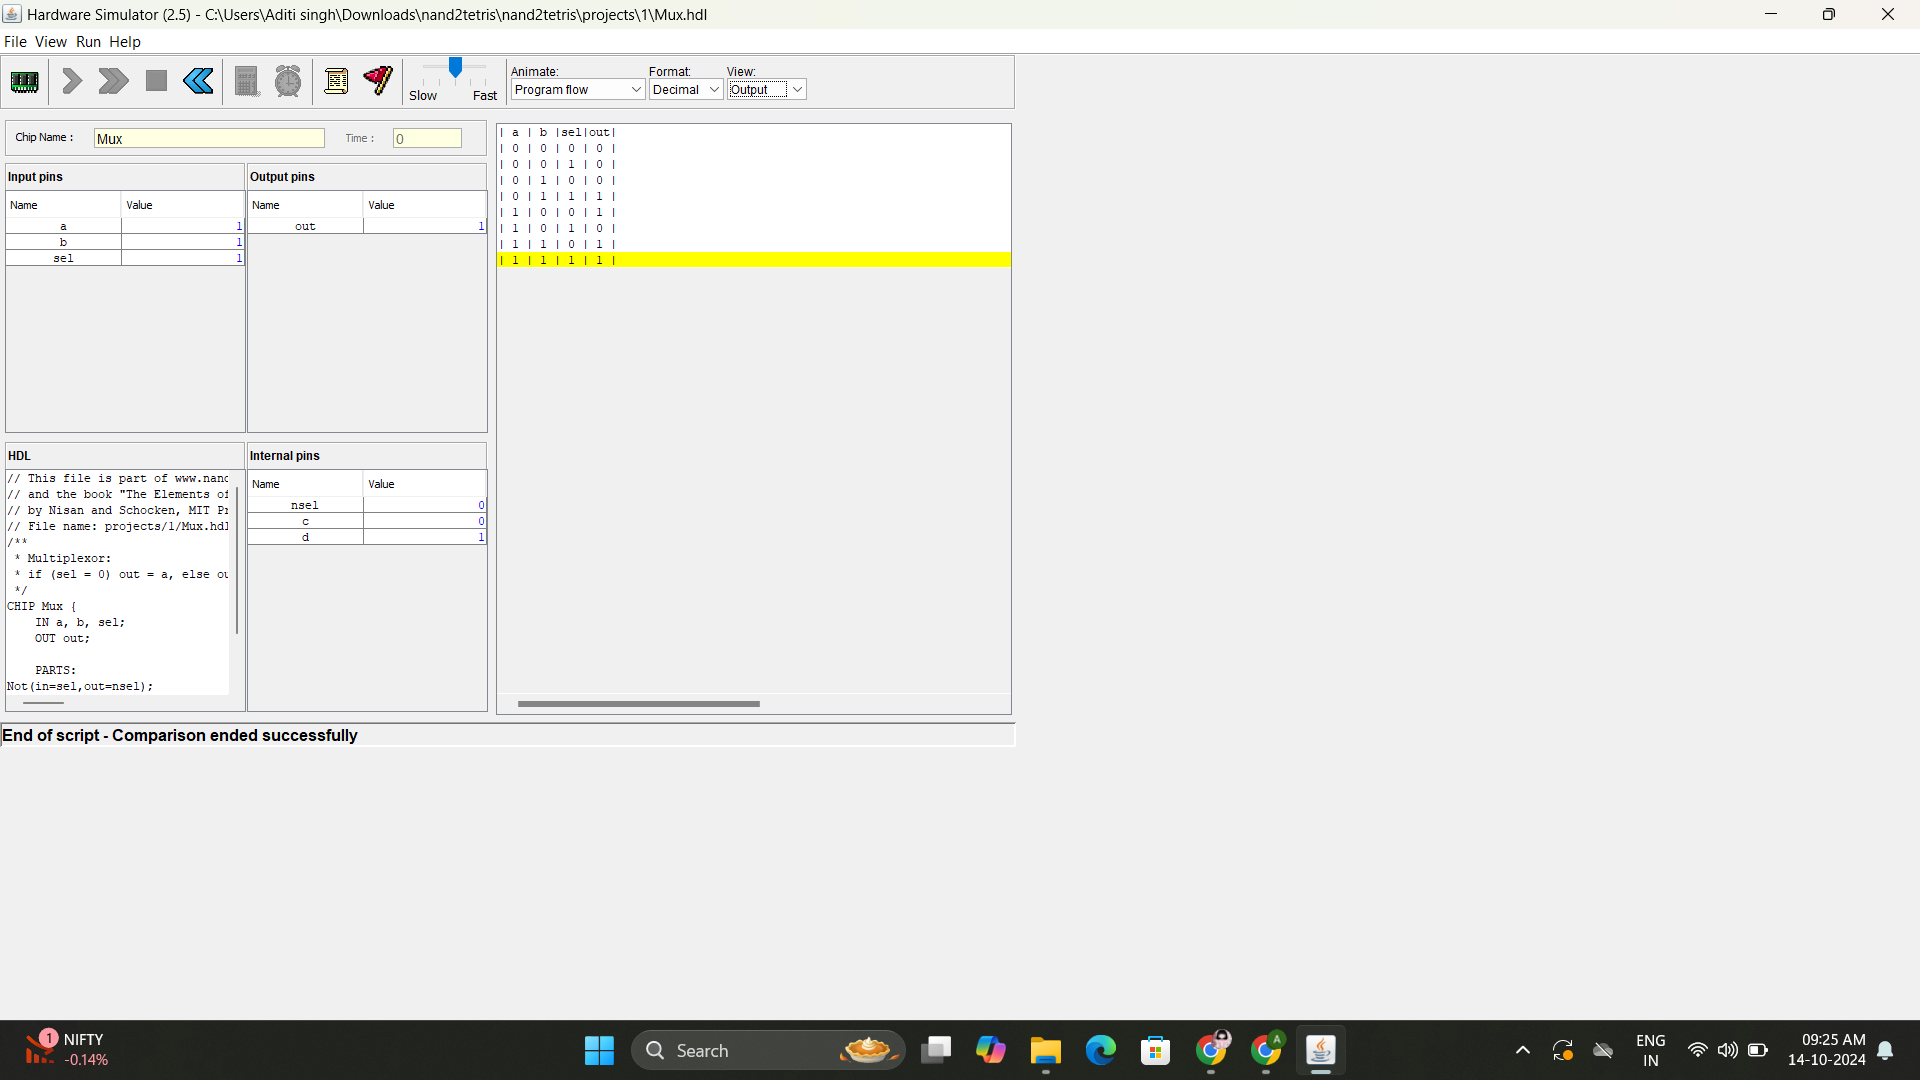 Hardware Simulator (2.5) - C:\Users\Aditi singh\Downloads\nand2tetris\nand2tetris\projects\1\Mux.hdl
File View Run Help
Slow Fast
Animate: Format: View:
Program flow Decimal Output
Chip Name : Mux Time : 0
Input pins
Name Value
a 1
b 1
sel 1
Output pins
Name Value
out 1
| a | b |sel|out|
| 0 | 0 | 0 | 0 |
| 0 | 0 | 1 | 0 |
| 0 | 1 | 0 | 0 |
| 0 | 1 | 1 | 1 |
| 1 | 0 | 0 | 1 |
| 1 | 0 | 1 | 0 |
| 1 | 1 | 0 | 1 |
| 1 | 1 | 1 | 1 |
HDL
// This file is part of www.nand
// and the book "The Elements of
// by Nisan and Schocken, MIT Pr
// File name: projects/1/Mux.hdl
/**
* Multiplexor:
* if (sel = 0) out = a, else ou
*/
CHIP Mux {
IN a, b, sel;
OUT out;
PARTS:
Not(in=sel,out=nsel);
Internal pins
Name Value
nsel 0
c 0
d 1
End of script - Comparison ended successfully
1
NIFTY
-0.14%
Search
A
ENG
IN
09:25 AM
14-10-2024